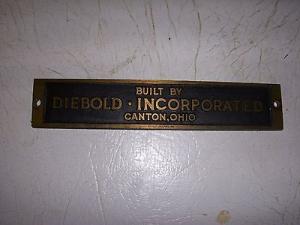 BUILT BY
DIEBOLD · INCORPORATED
CANTON, OHIO